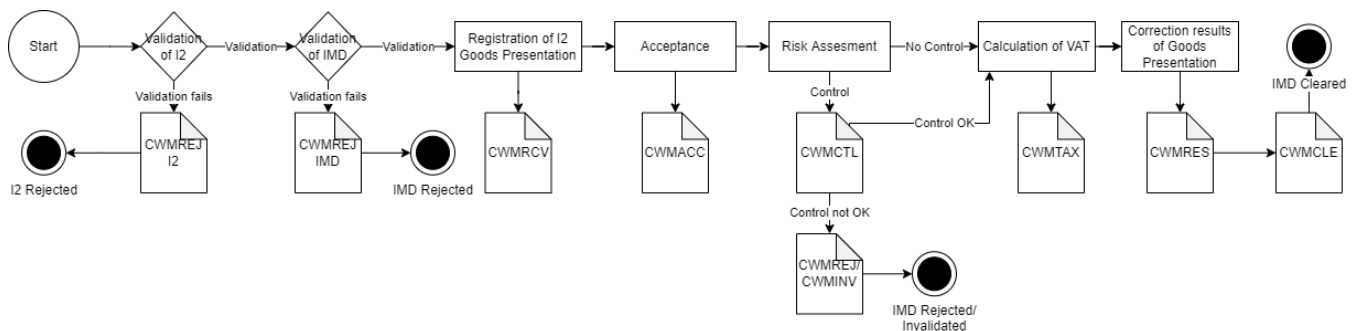 Start
Validation
of I2
Validation
Validation
of IMD
Validation
Registration of I2
Goods Presentation
Acceptance
Risk Assesment
No Control
Calculation of VAT
Correction results
of Goods
Presentation
IMD Cleared
Validation fails
Validation fails
Control
CWMREJ
I2
I2 Rejected
CWMREJ
IMD
IMD Rejected
CWMRCV
CWMACC
CWMCTL
Control OK
CWMTAX
CWMRES
CWMCLE
Control not OK
CWMREJ/
CWMINV
IMD Rejected/
Invalidated